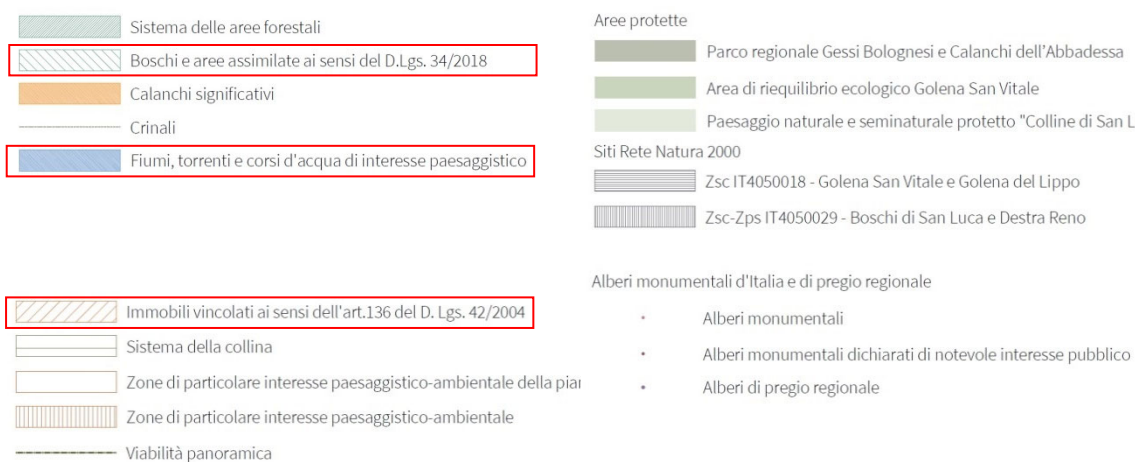 Sistema delle aree forestali
Boschi e aree assimilate ai sensi del D.Lgs. 34/2018
Calanchi significativi
Crinali
Fiumi, torrenti e corsi d'acqua di interesse paesaggistico
Immobili vincolati ai sensi dell'art.136 del D. Lgs. 42/2004
Sistema della collina
Zone di particolare interesse paesaggistico-ambientale della pia
Zone di particolare interesse paesaggistico-ambientale
Viabilità panoramica
Aree protette
Parco regionale Gessi Bolognesi e Calanchi dell'Abbadessa
Area di riequilibrio ecologico Golena San Vitale
Paesaggio naturale e seminaturale protetto "Colline di San L
Siti Rete Natura 2000
Zsc IT4050018 - Golena San Vitale e Golena del Lippo
Zsc-Zps IT4050029 - Boschi di San Luca e Destra Reno
Alberi monumentali d'Italia e di pregio regionale
Alberi monumentali
Alberi monumentali dichiarati di notevole interesse pubblico
Alberi di pregio regionale